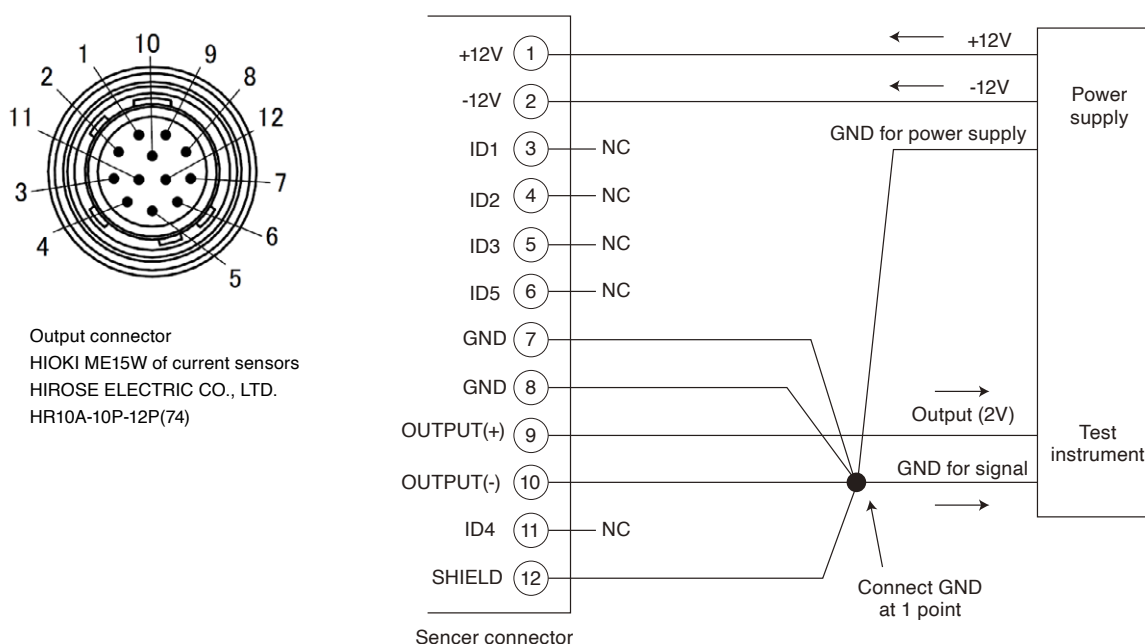 10
1
9
2
8
11
12
3
7
4
6
5
Output connector
HIOKI ME15W of current sensors
HIROSE ELECTRIC CO., LTD.
HR10A-10P-12P(74)
+12V 1 +12V
-12V 2 -12V
Power
supply
GND for power supply
ID1 3 NC
ID2 4 NC
ID3 5 NC
ID5 6 NC
GND 7
GND 8
Output (2V)
OUTPUT(+) 9
Test
instrument
GND for signal
OUTPUT(-) 10
ID4 11 NC
SHIELD 12
Connect GND
at 1 point
Sencer connector